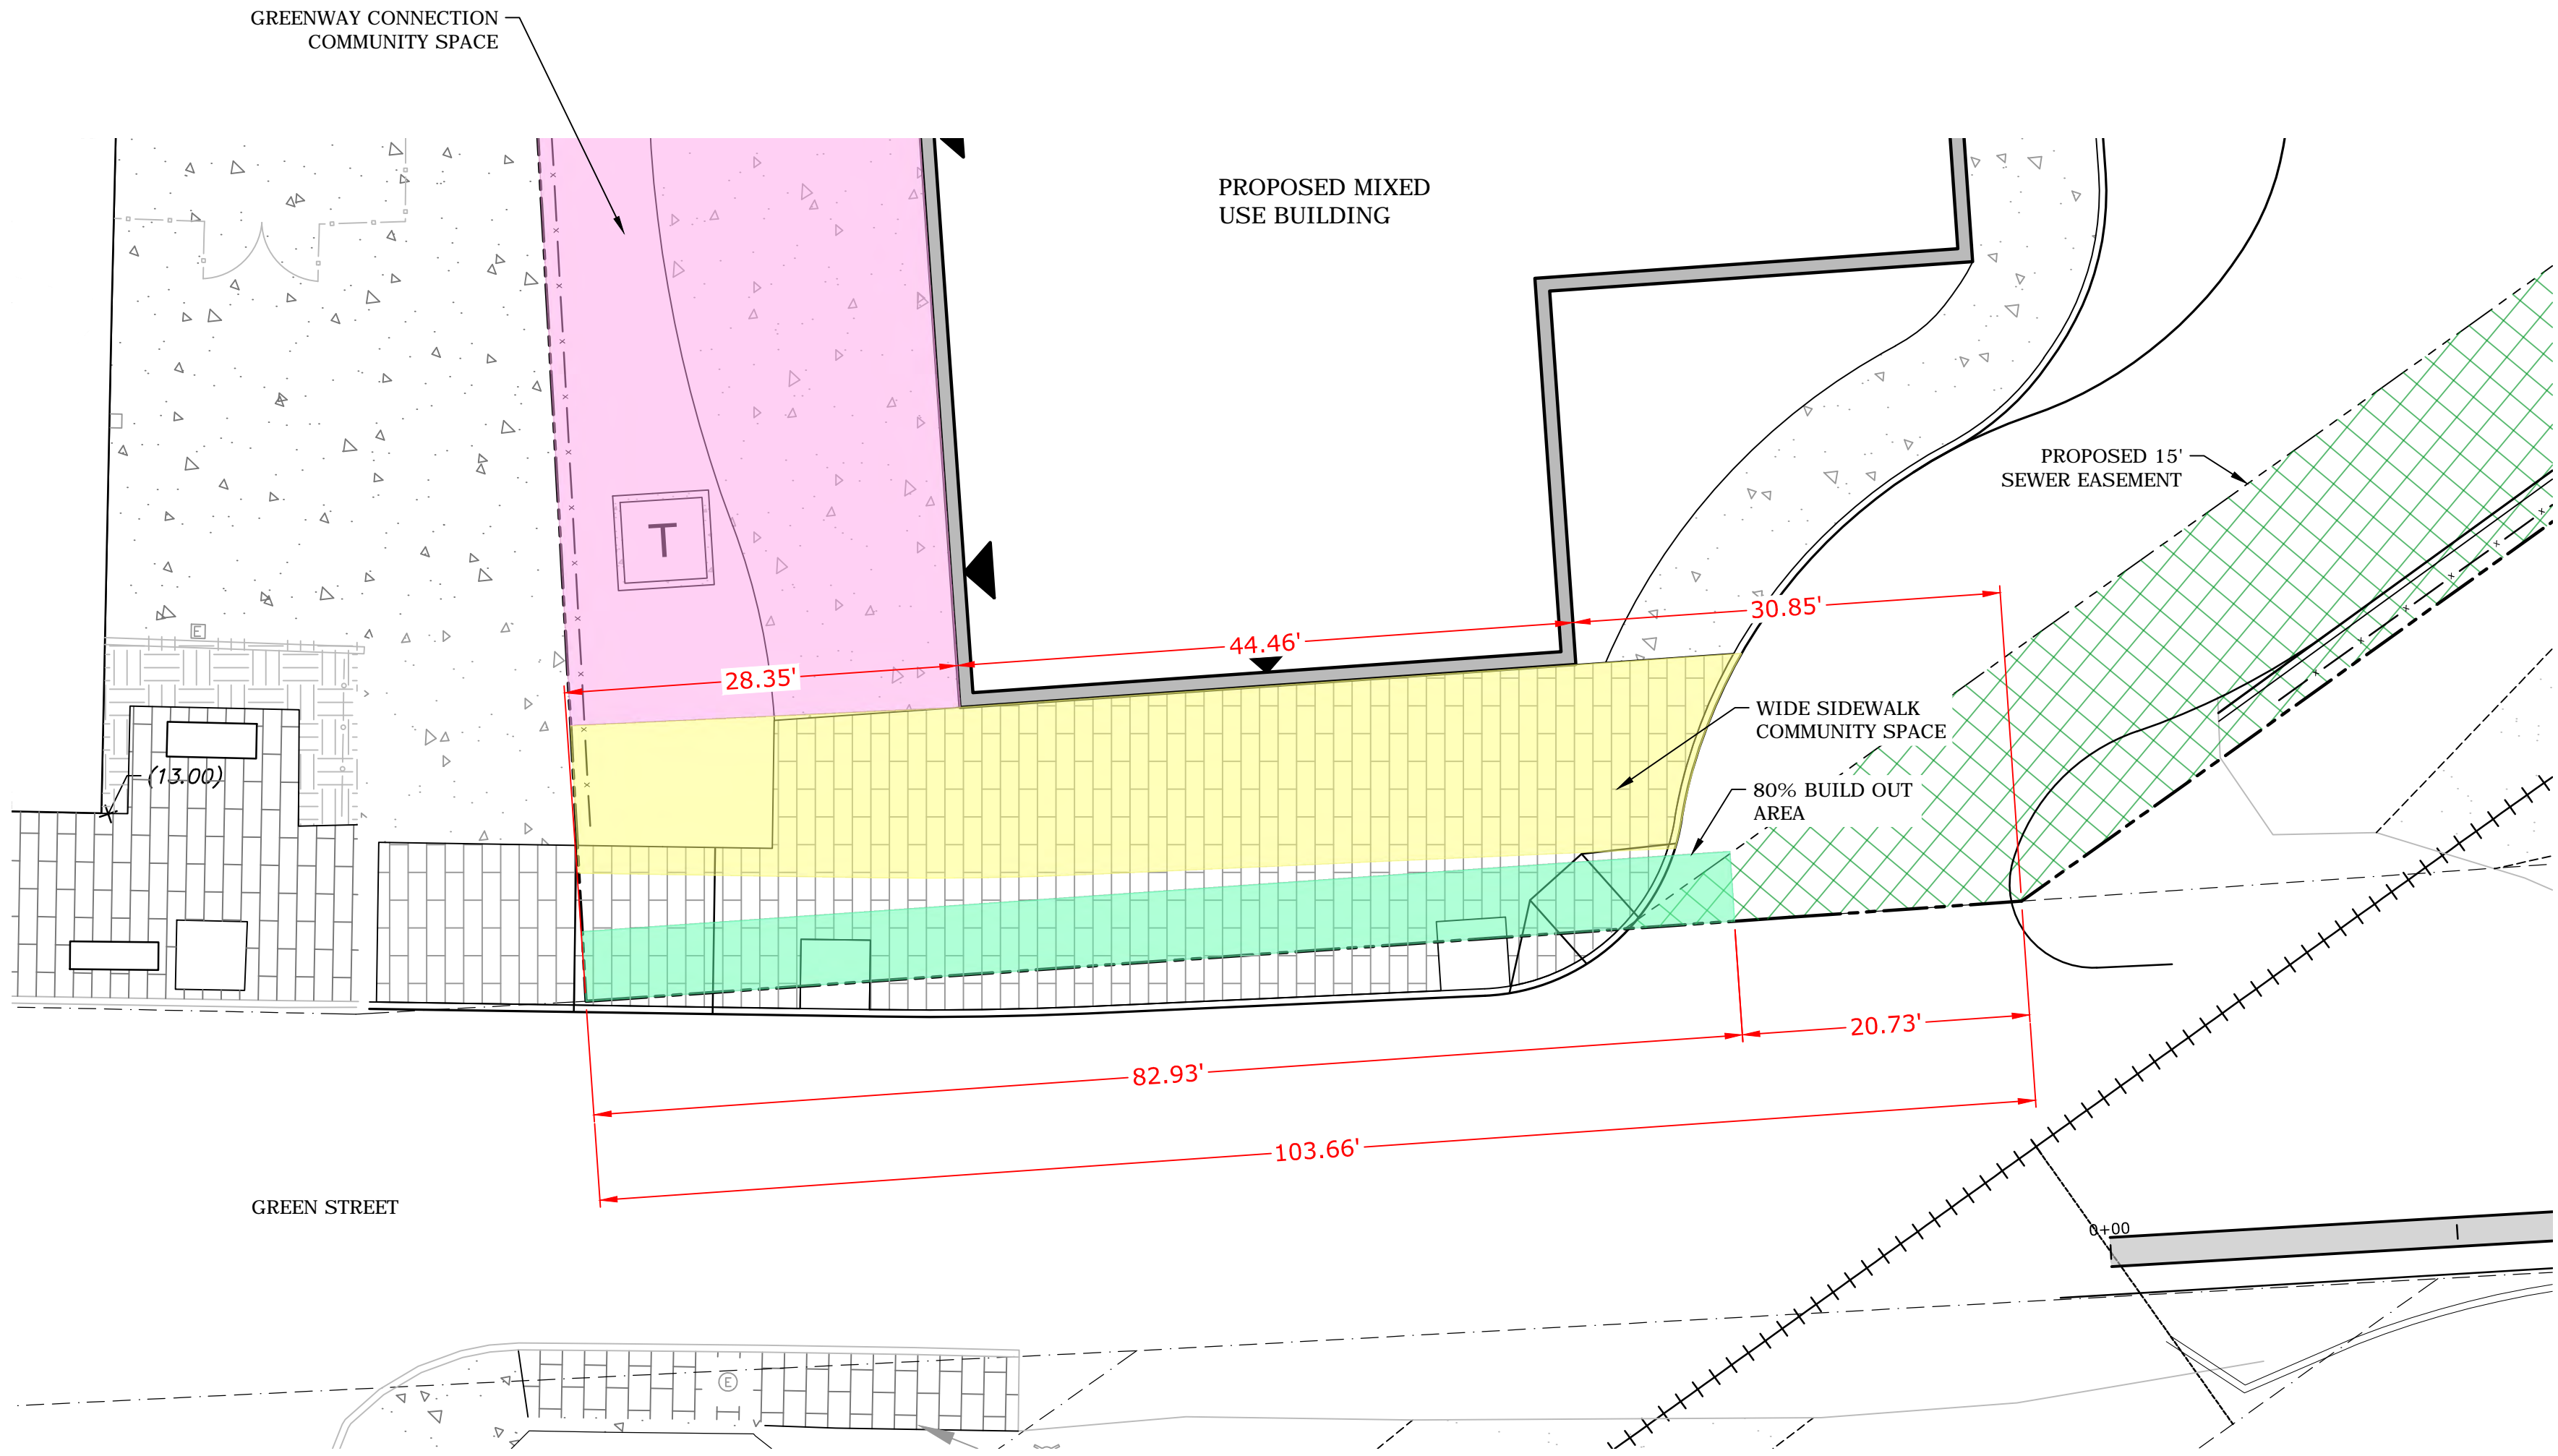 GREENWAY CONNECTION
COMMUNITY SPACE
PROPOSED MIXED
USE BUILDING
PROPOSED 15'
SEWER EASEMENT
T
30.85'
44.46'
28.35'
E
WIDE SIDEWALK
COMMUNITY SPACE
(13.00)
80% BUILD OUT
AREA
20.73'
82.93'
103.66'
GREEN STREET
0+00
E